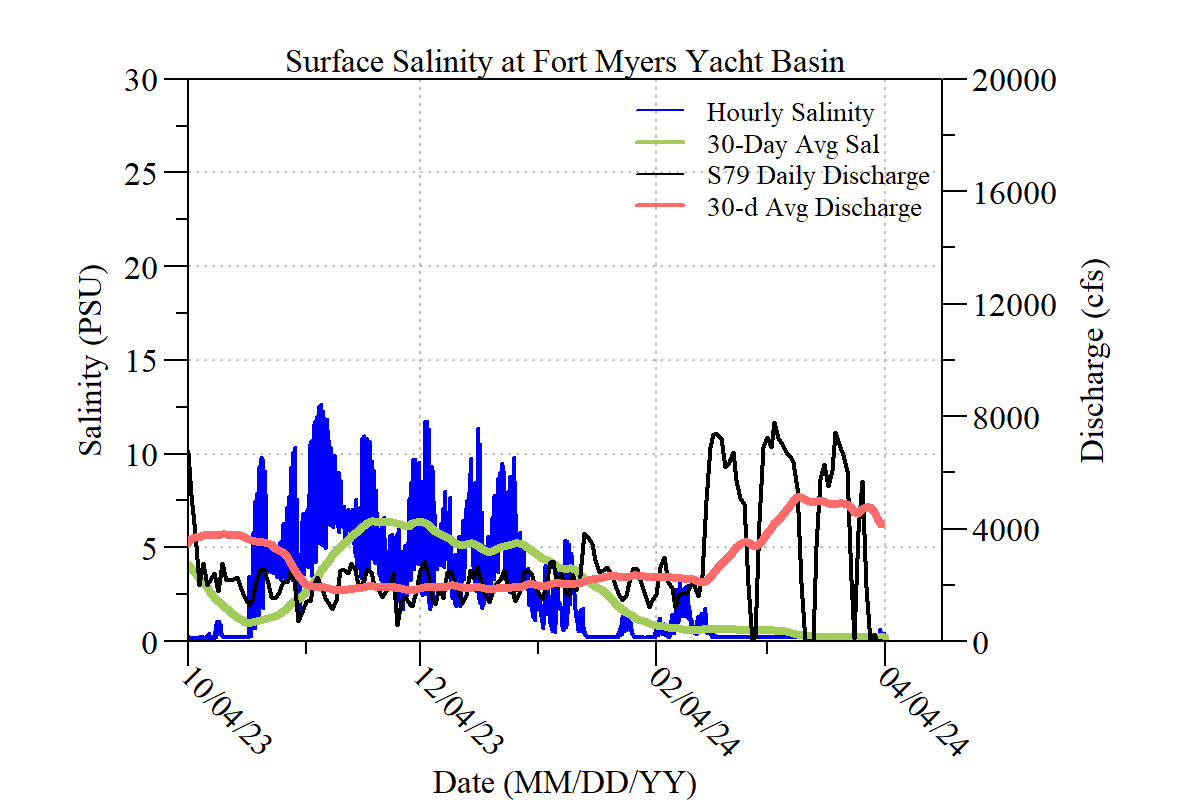 Surface Salinity at Fort Myers Yacht Basin
30
25
20
15
10
5
0
Salinity (PSU)
Hourly Salinity
30-Day Avg Sal
S79 Daily Discharge
30-d Avg Discharge
20000
16000
12000
8000
4000
0
Discharge (cfs)
10/04/23
12/04/23
02/04/24
04/04/24
Date (MM/DD/YY)